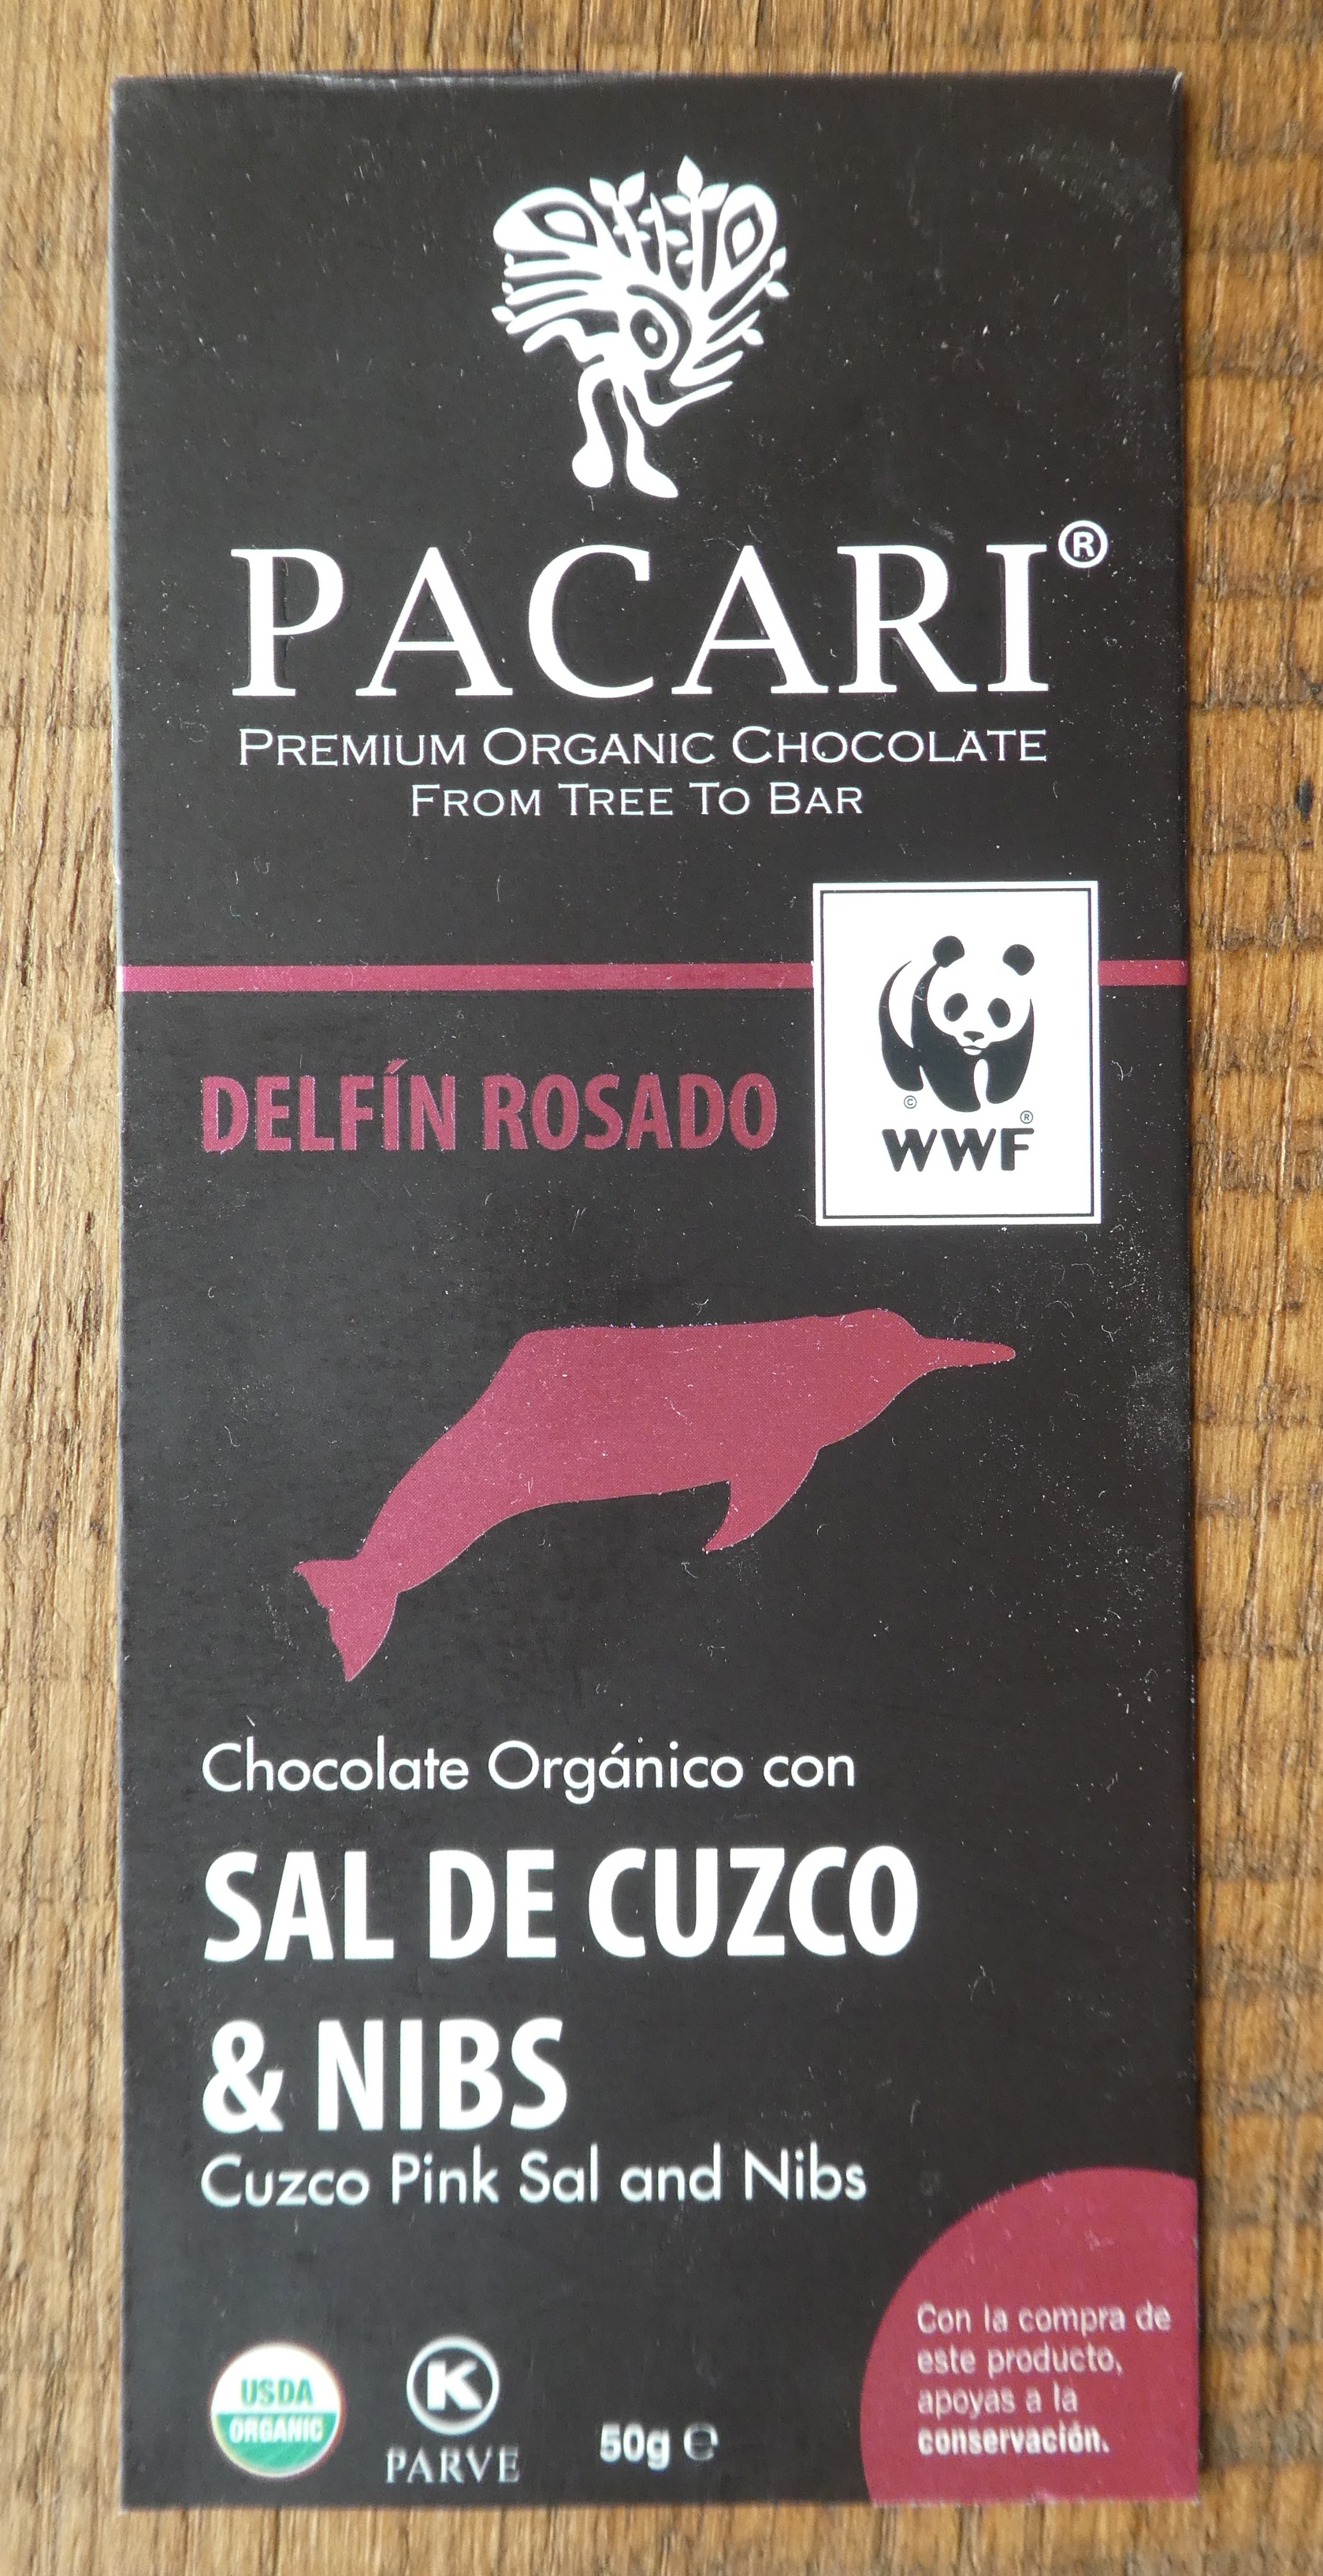 PACARI®
PREMIUM ORGANIC CHOCOLATE
FROM TREE TO BAR
DELFÍN ROSADO
© ®
WWF
Chocolate Orgánico con
SAL DE CUZCO
& NIBS
Cuzco Pink Sal and Nibs
USDA
ORGANIC
K
PARVE
50g ℮
Con la compra de
este producto,
apoyas a la
conservación.